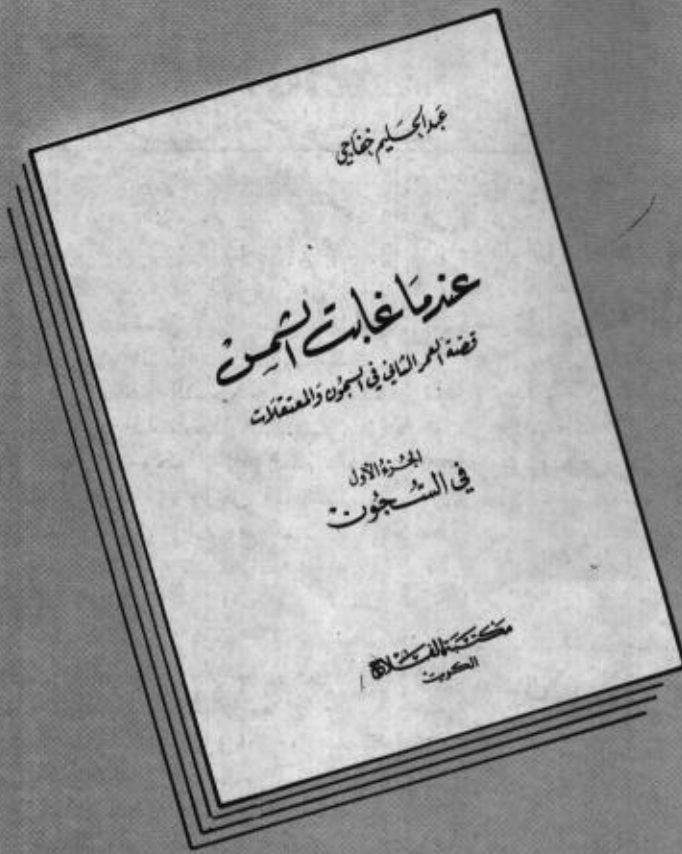 عبد الحليم خفاجي
عندما غابت الشمس
قصة العمر الثاني في السجون والمعتقلات
الجزء الأول
في السجون
مكتبة الفلاح
الكويت